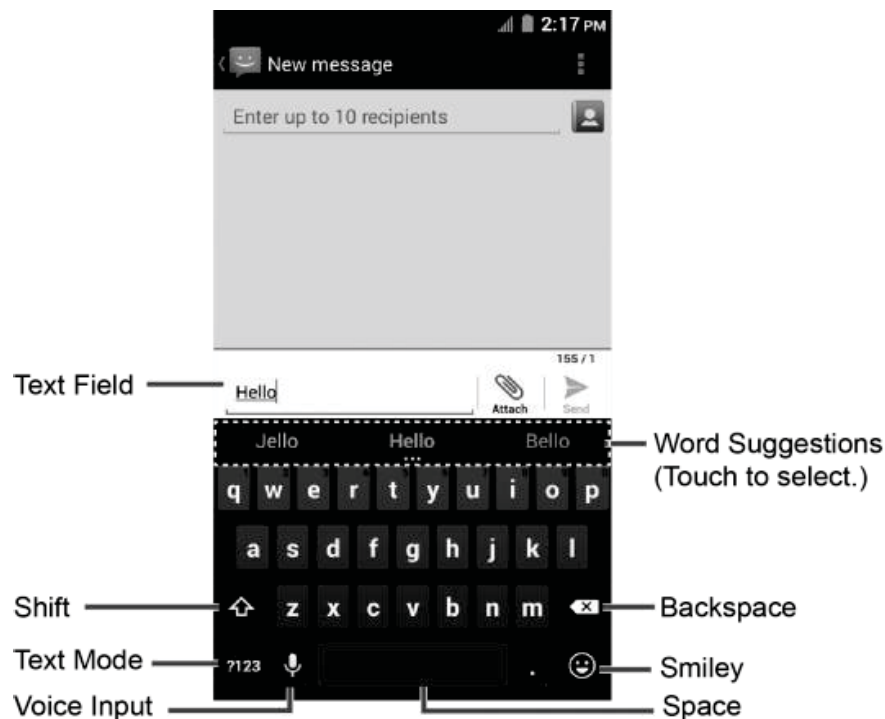 2:17 PM
New message
Enter up to 10 recipients
155 / 1
Text Field
Hello
Attach
Send
Jello Hello Bello
Word Suggestions
(Touch to select.)
q w e r t y u i o p
a s d f g h j k l
Shift
z x c v b n m
Backspace
Text Mode
?123
.
Smiley
Voice Input
Space